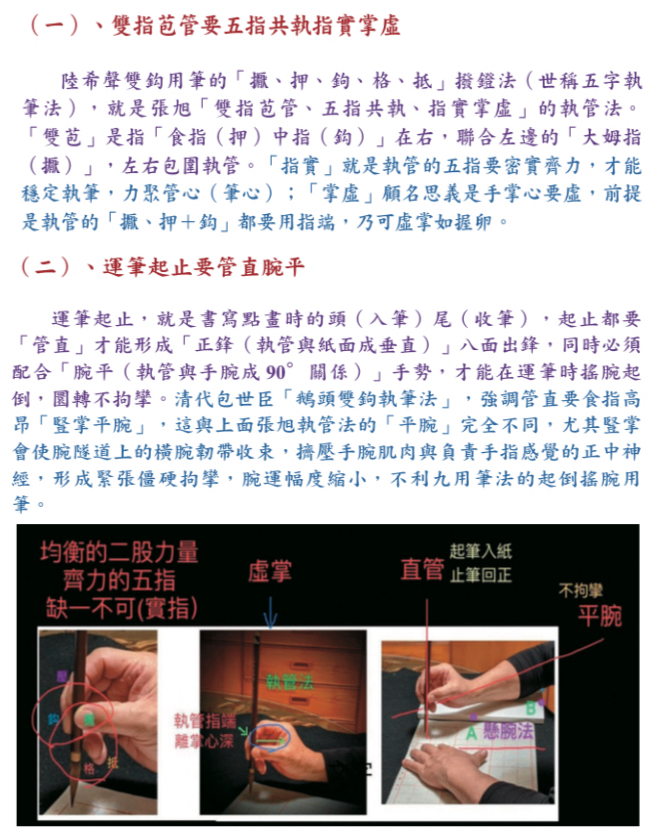 （一）、雙指苞管要五指共執指實掌虛
陸希聲雙鈎用筆的「擫、押、鈎、格、抵」撥鐙法（世稱五字執
筆法），就是張旭「雙指苞管、五指共執、指實掌虛」的執管法。
「雙苞」是指「食指（押）中指（鈎）」在右，聯合左邊的「大姆指
（擫）」，左右包圍執管。「指實」就是執管的五指要密實齊力，才能
穩定執筆，力聚管心（筆心）；「掌虛」顧名思義是手掌心要虛，前提
是執管的「擫、押＋鈎」都要用指端，乃可虛掌如握卵。
（二）、運筆起止要管直腕平
運筆起止，就是書寫點畫時的頭（入筆）尾（收筆），起止都要
「管直」才能形成「正鋒（執管與紙面成垂直）」八面出鋒，同時必須
配合「腕平（執管與手腕成 90° 關係）」手勢，才能在運筆時搖腕起
倒，圜轉不拘攣。清代包世臣「鵝頭雙鈎執筆法」，強調管直要食指高
昂「豎掌平腕」，這與上面張旭執管法的「平腕」完全不同，尤其豎掌
會使腕隧道上的橫腕韌帶收束，擠壓手腕肌肉與負責手指感覺的正中神
經，形成緊張僵硬拘攣，腕運幅度縮小，不利九用筆法的起倒搖腕用
筆。
均衡的二股力量
齊力的五指
缺一不可(實指)
虛掌
直管
起筆入紙
止筆回正
不拘攣
平腕
壓
鈎
格
抵
執管法
執管指端
離掌心深
A
B
懸腕法